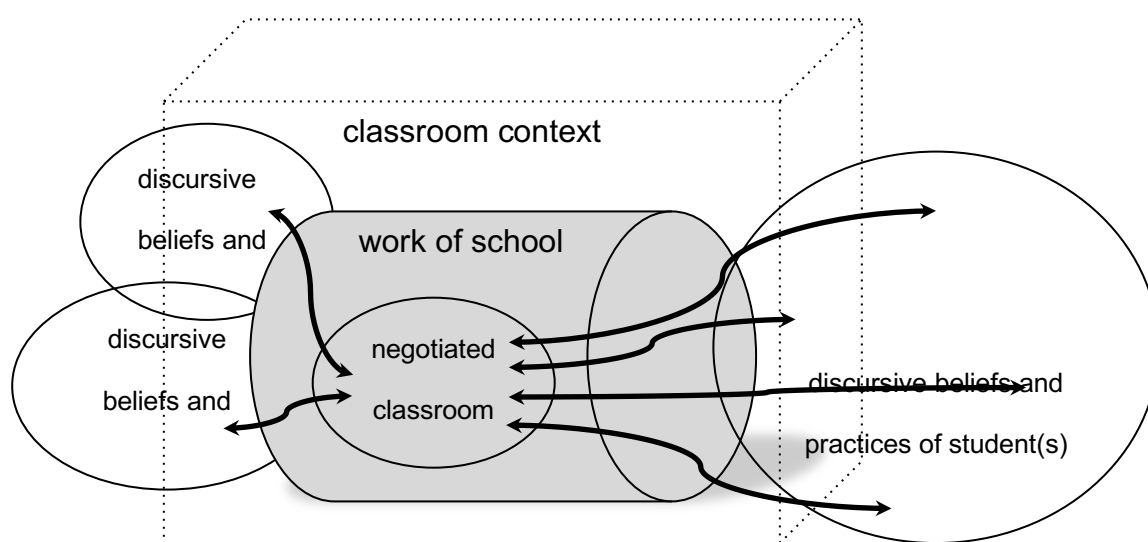 classroom context
discursive
beliefs and
work of school
discursive
beliefs and
negotiated
classroom
discursive beliefs and
practices of student(s)